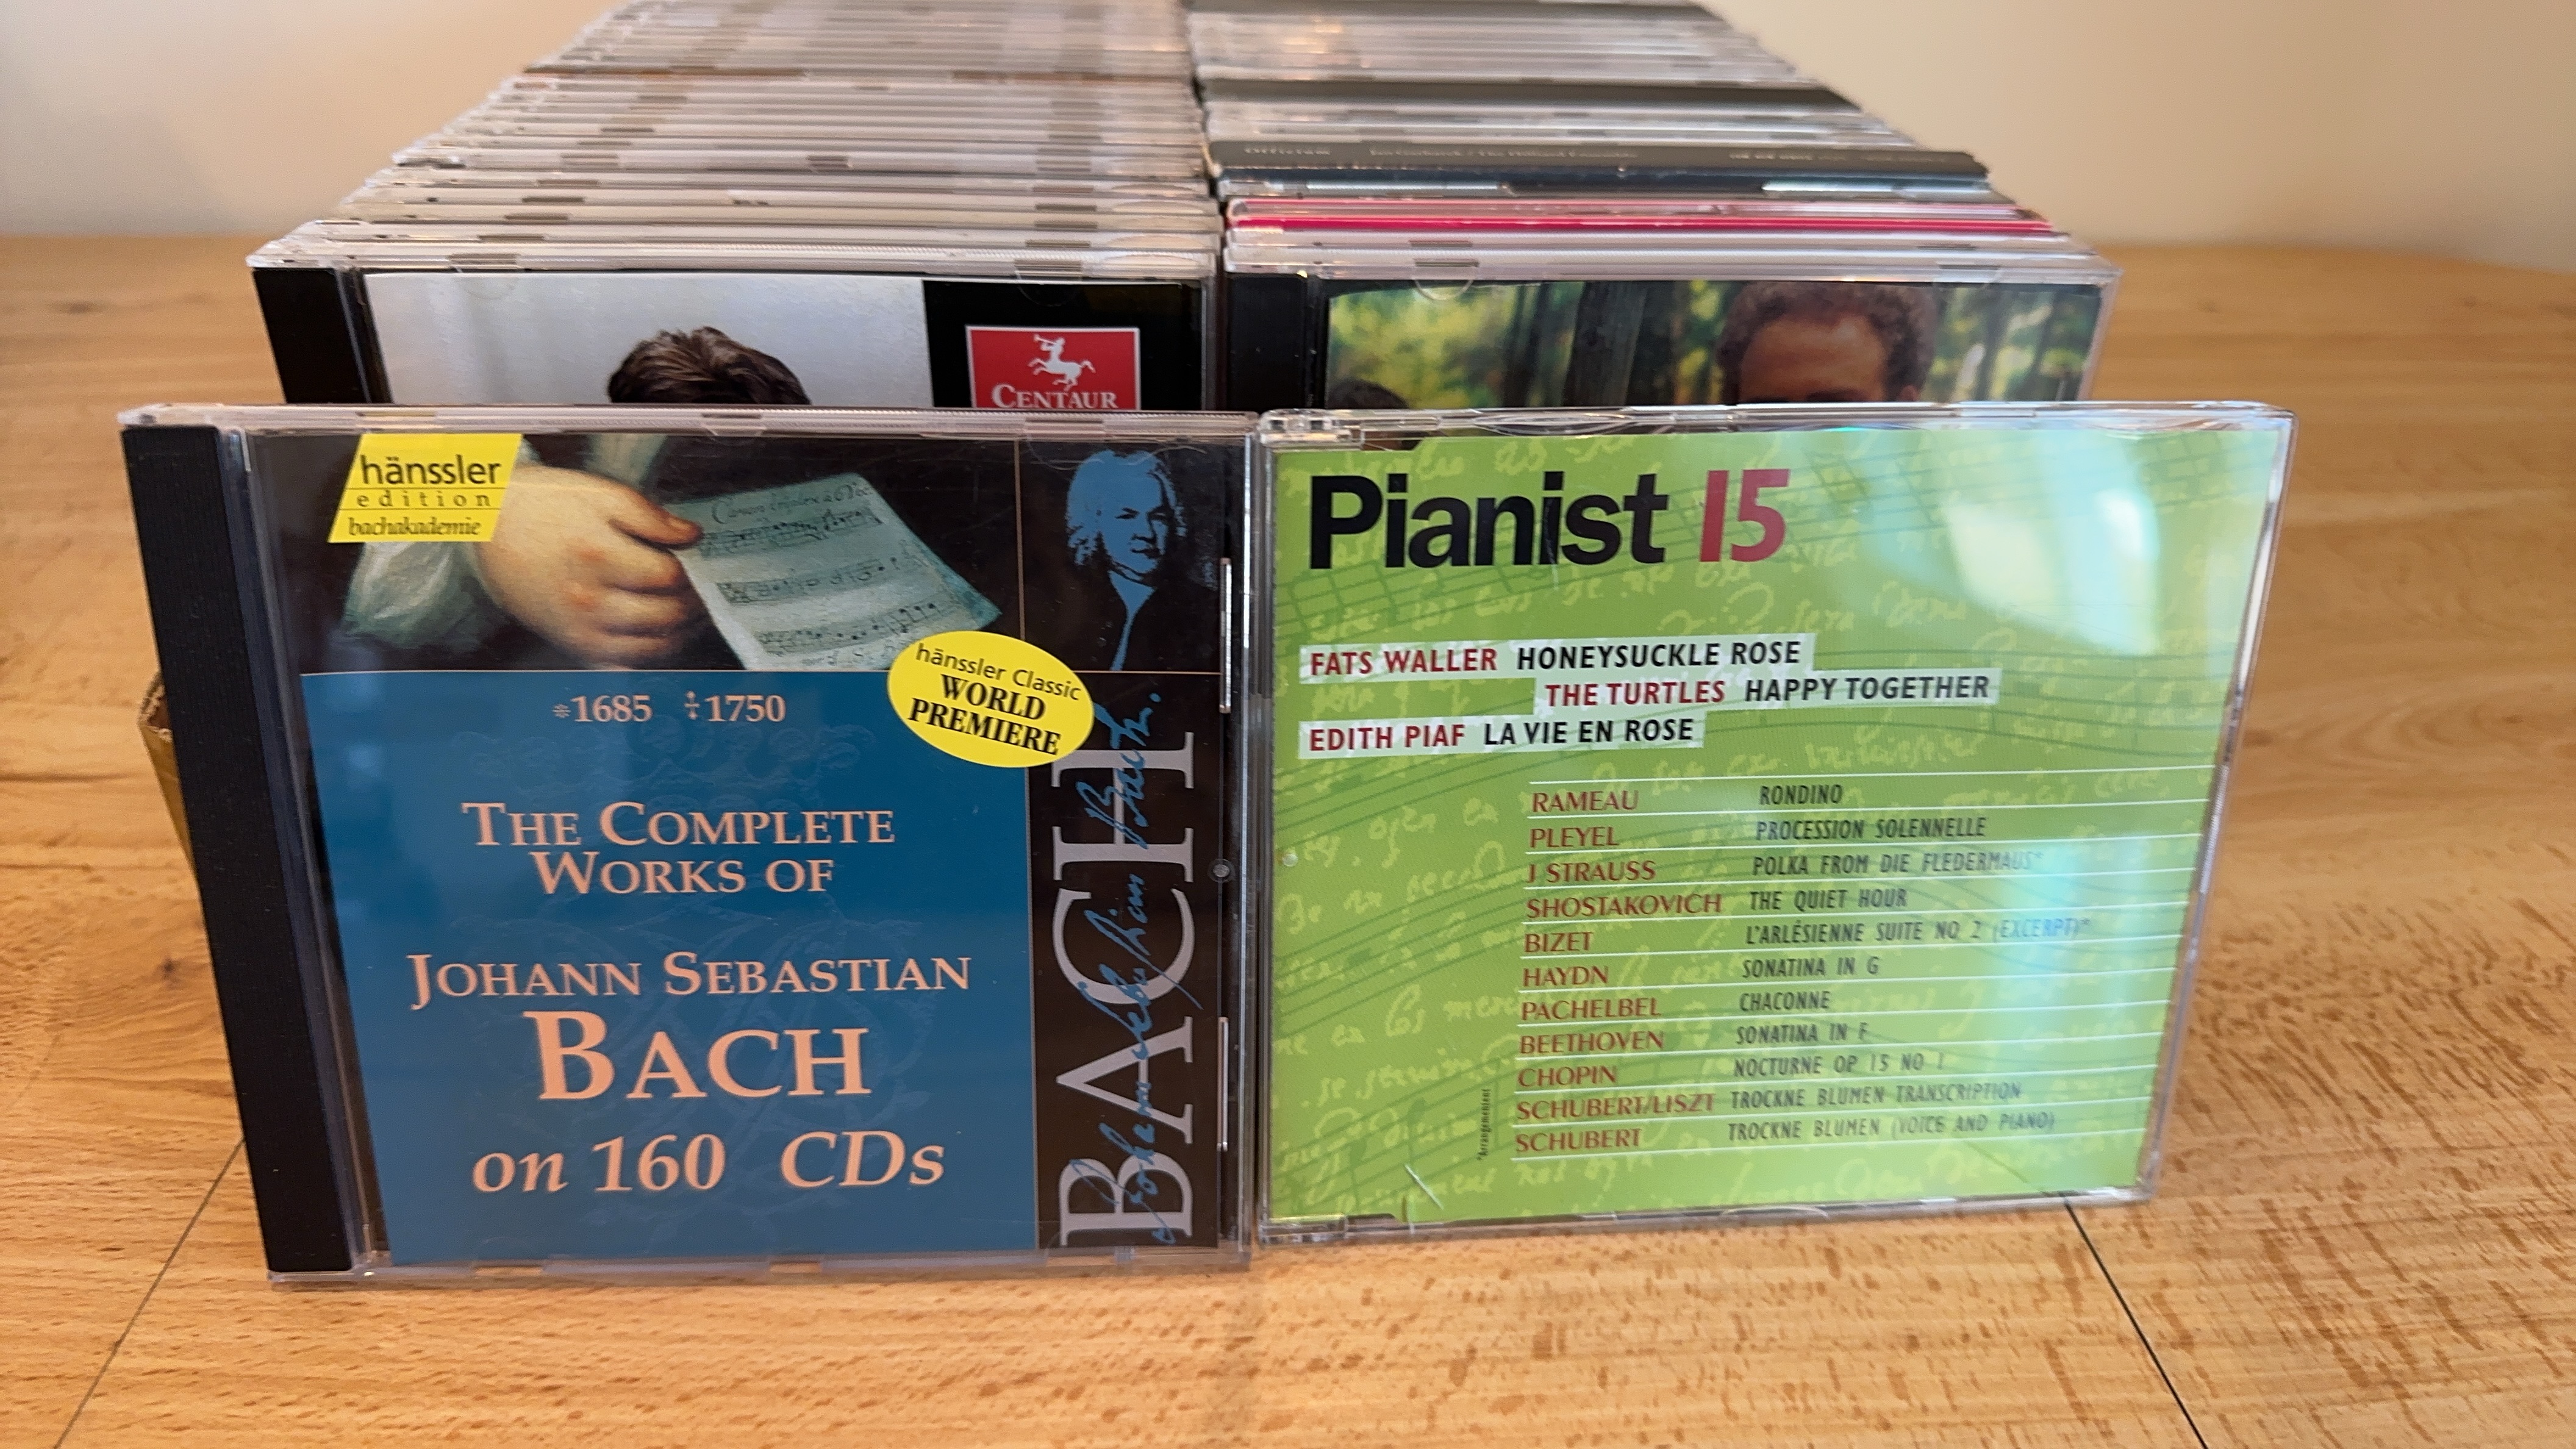 CENTAUR
hänssler
edition
bachakademie
hänssler Classic
WORLD
PREMIERE
*1685 ‡1750
THE COMPLETE
WORKS OF
JOHANN SEBASTIAN
BACH
on 160 CDs
BACH
Johann Sebastian Bach.
Pianist 15
FATS WALLER HONEYSUCKLE ROSE
THE TURTLES HAPPY TOGETHER
EDITH PIAF LA VIE EN ROSE
RAMEAU RONDINO
PLEYEL PROCESSION SOLENNELLE
J STRAUSS POLKA FROM DIE FLEDERMAUS*
SHOSTAKOVICH THE QUIET HOUR
BIZET L'ARLÉSIENNE SUITE NO 2 (EXCERPT)*
HAYDN SONATINA IN G
PACHELBEL CHACONNE
BEETHOVEN SONATINA IN F
CHOPIN NOCTURNE OP 15 NO 1
SCHUBERT/LISZT TROCKNE BLUMEN TRANSCRIPTION
SCHUBERT TROCKNE BLUMEN (VOICE AND PIANO)
*Arrangement